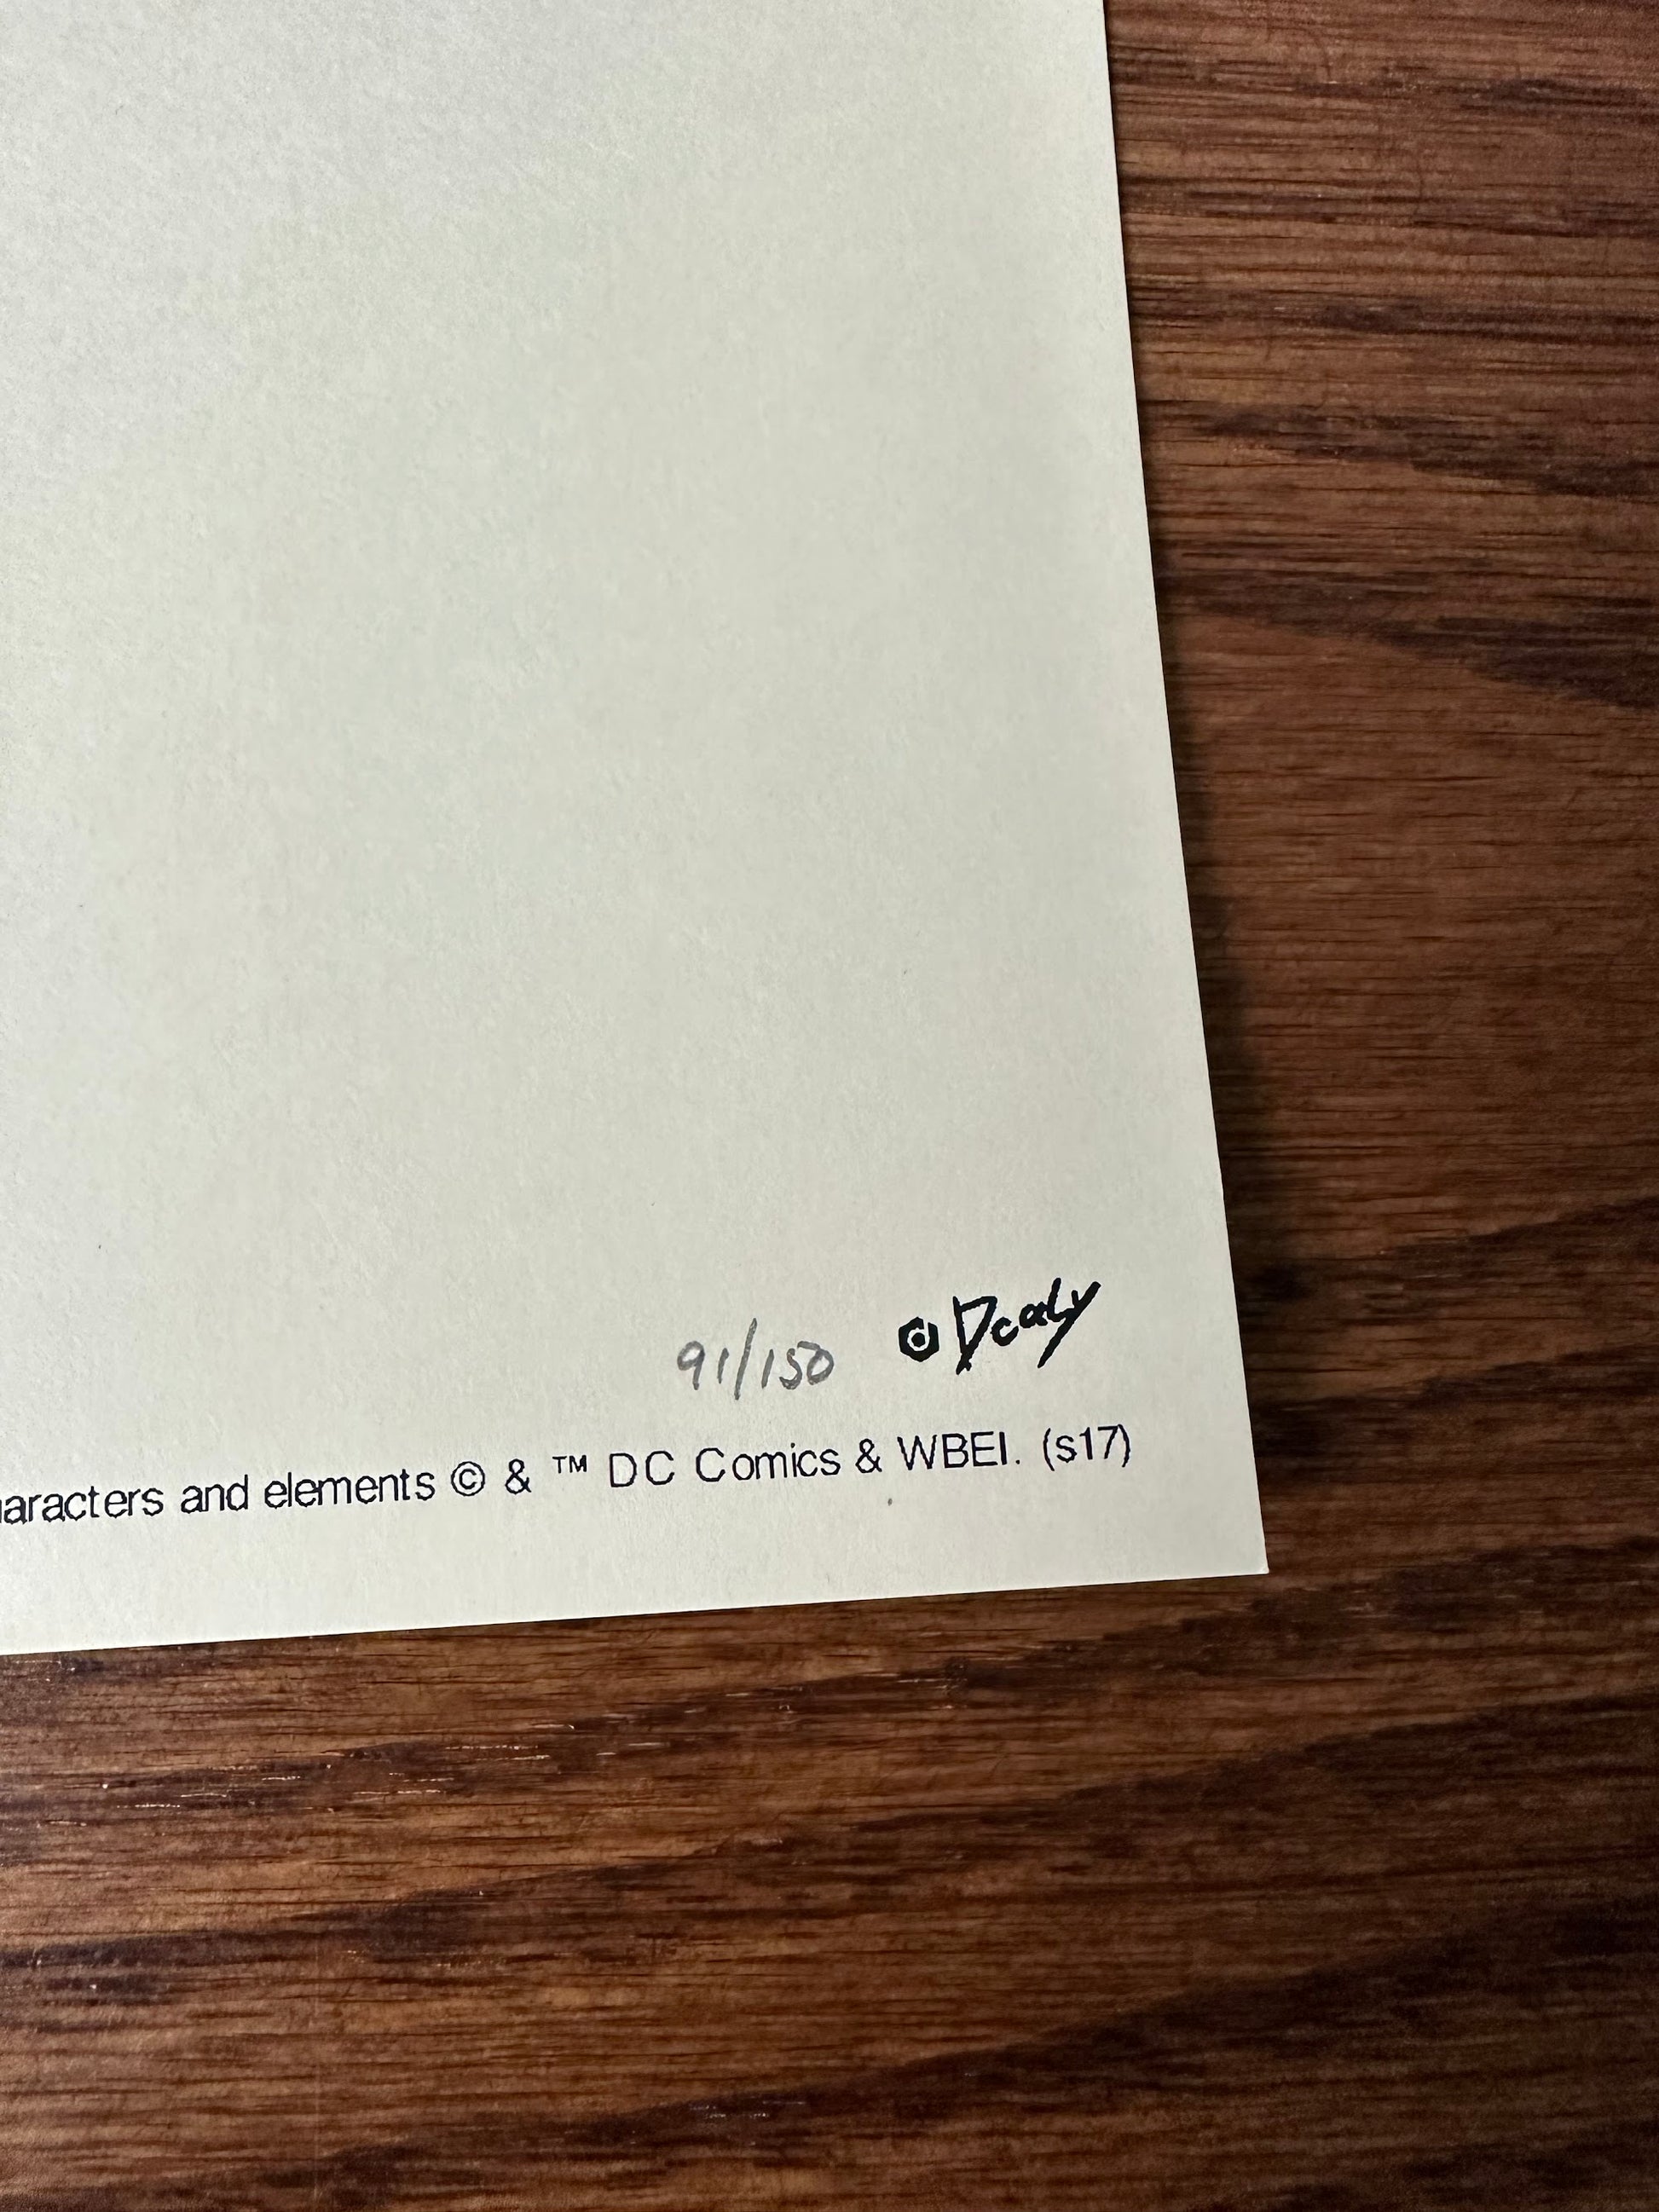 91/150 © Dcaly
aracters and elements © & ™ DC Comics & WBEI. (s17)